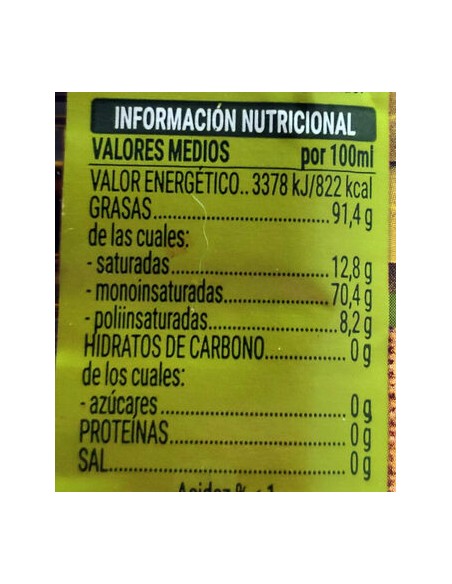 INFORMACIÓN NUTRICIONAL
VALORES MEDIOS por 100ml
VALOR ENERGÉTICO.. 3378 kJ/822 kcal
GRASAS.............................. 91,4 g
de las cuales:
- saturadas.......................... 12,8 g
- monoinsaturadas.................. 70,4 g
- poliinsaturadas..................... 8,2 g
HIDRATOS DE CARBONO.............. 0 g
de los cuales:
- azúcares............................. 0 g
PROTEÍNAS............................ 0 g
SAL..................................... 0 g